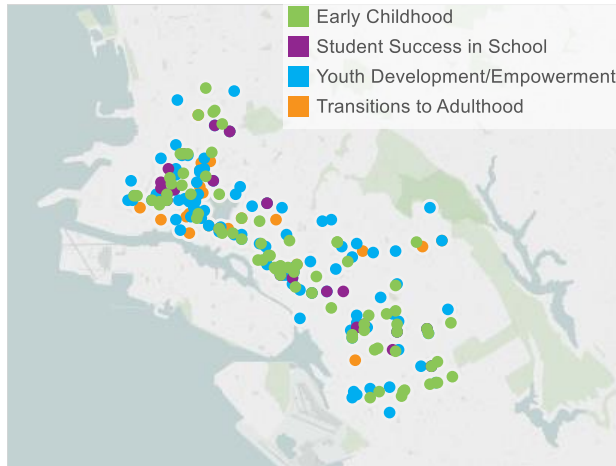 Early Childhood
Student Success in School
Youth Development/Empowerment
Transitions to Adulthood